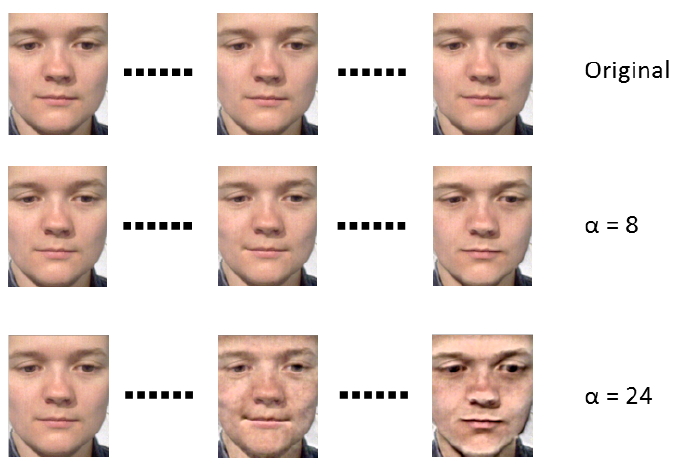 Original
α = 8
α = 24